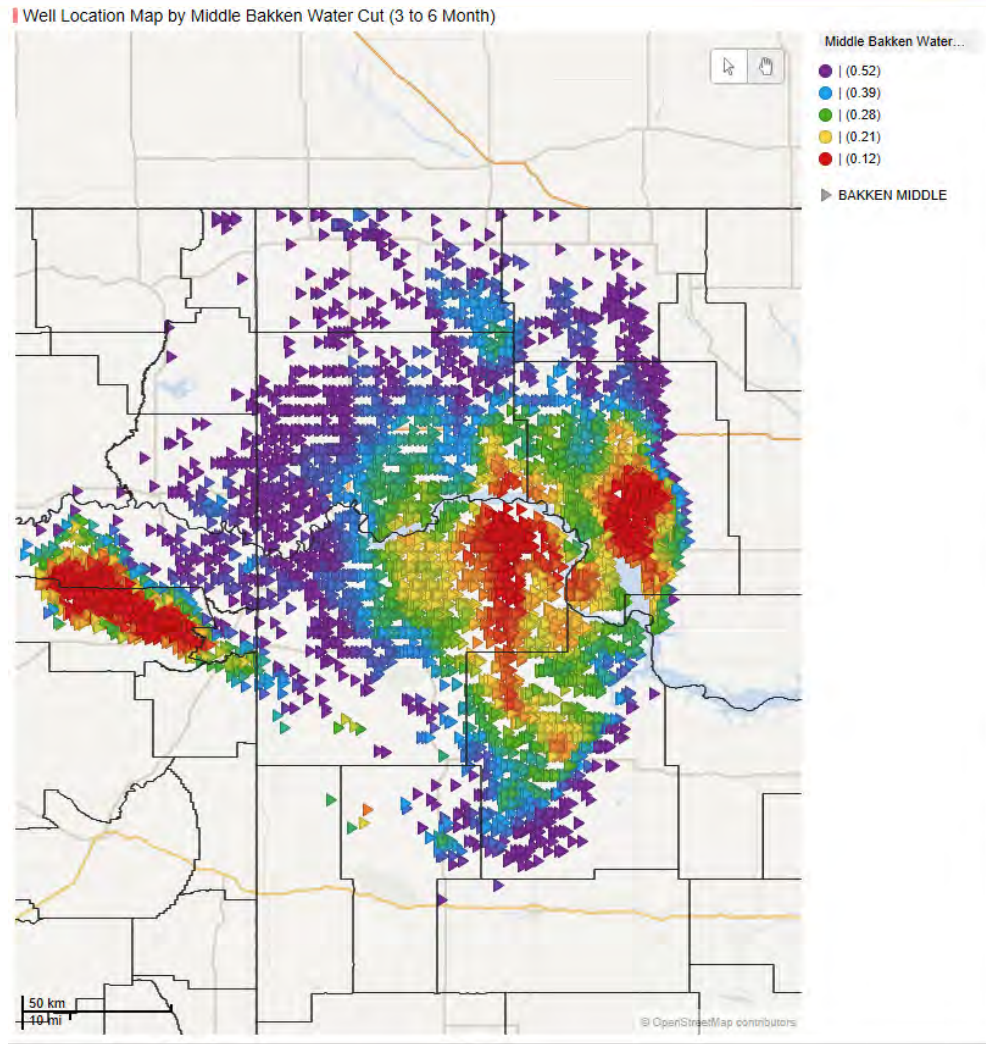 Well Location Map by Middle Bakken Water Cut (3 to 6 Month)
Middle Bakken Water...
| (0.52)
| (0.39)
| (0.28)
| (0.21)
| (0.12)
BAKKEN MIDDLE
50 km
10 mi
© OpenStreetMap contributors